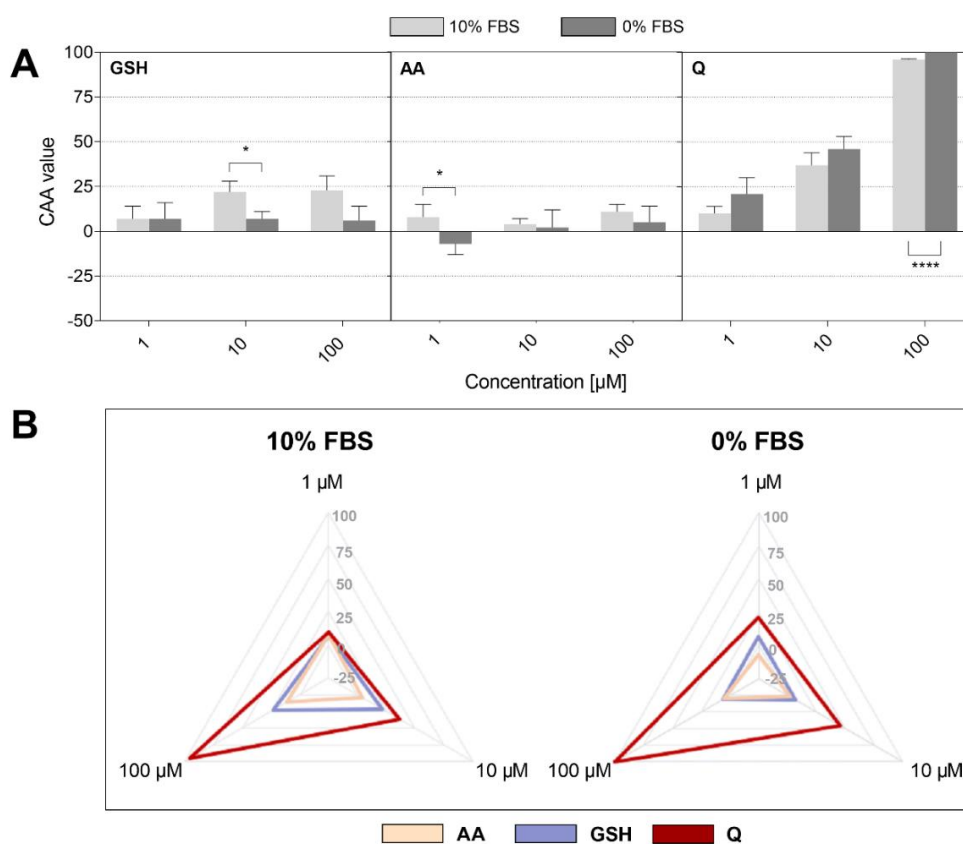 10% FBS 0% FBS
A
GSH AA Q
CAA value
100
75
50
25
0
-25
-50
*
*
****
1 10 100 1 10 100 1 10 100
Concentration [µM]
B
10% FBS 0% FBS
1 µM 1 µM
100 100
75 75
50 50
25 25
0 0
-25 -25
100 µM 10 µM 100 µM 10 µM
AA GSH Q